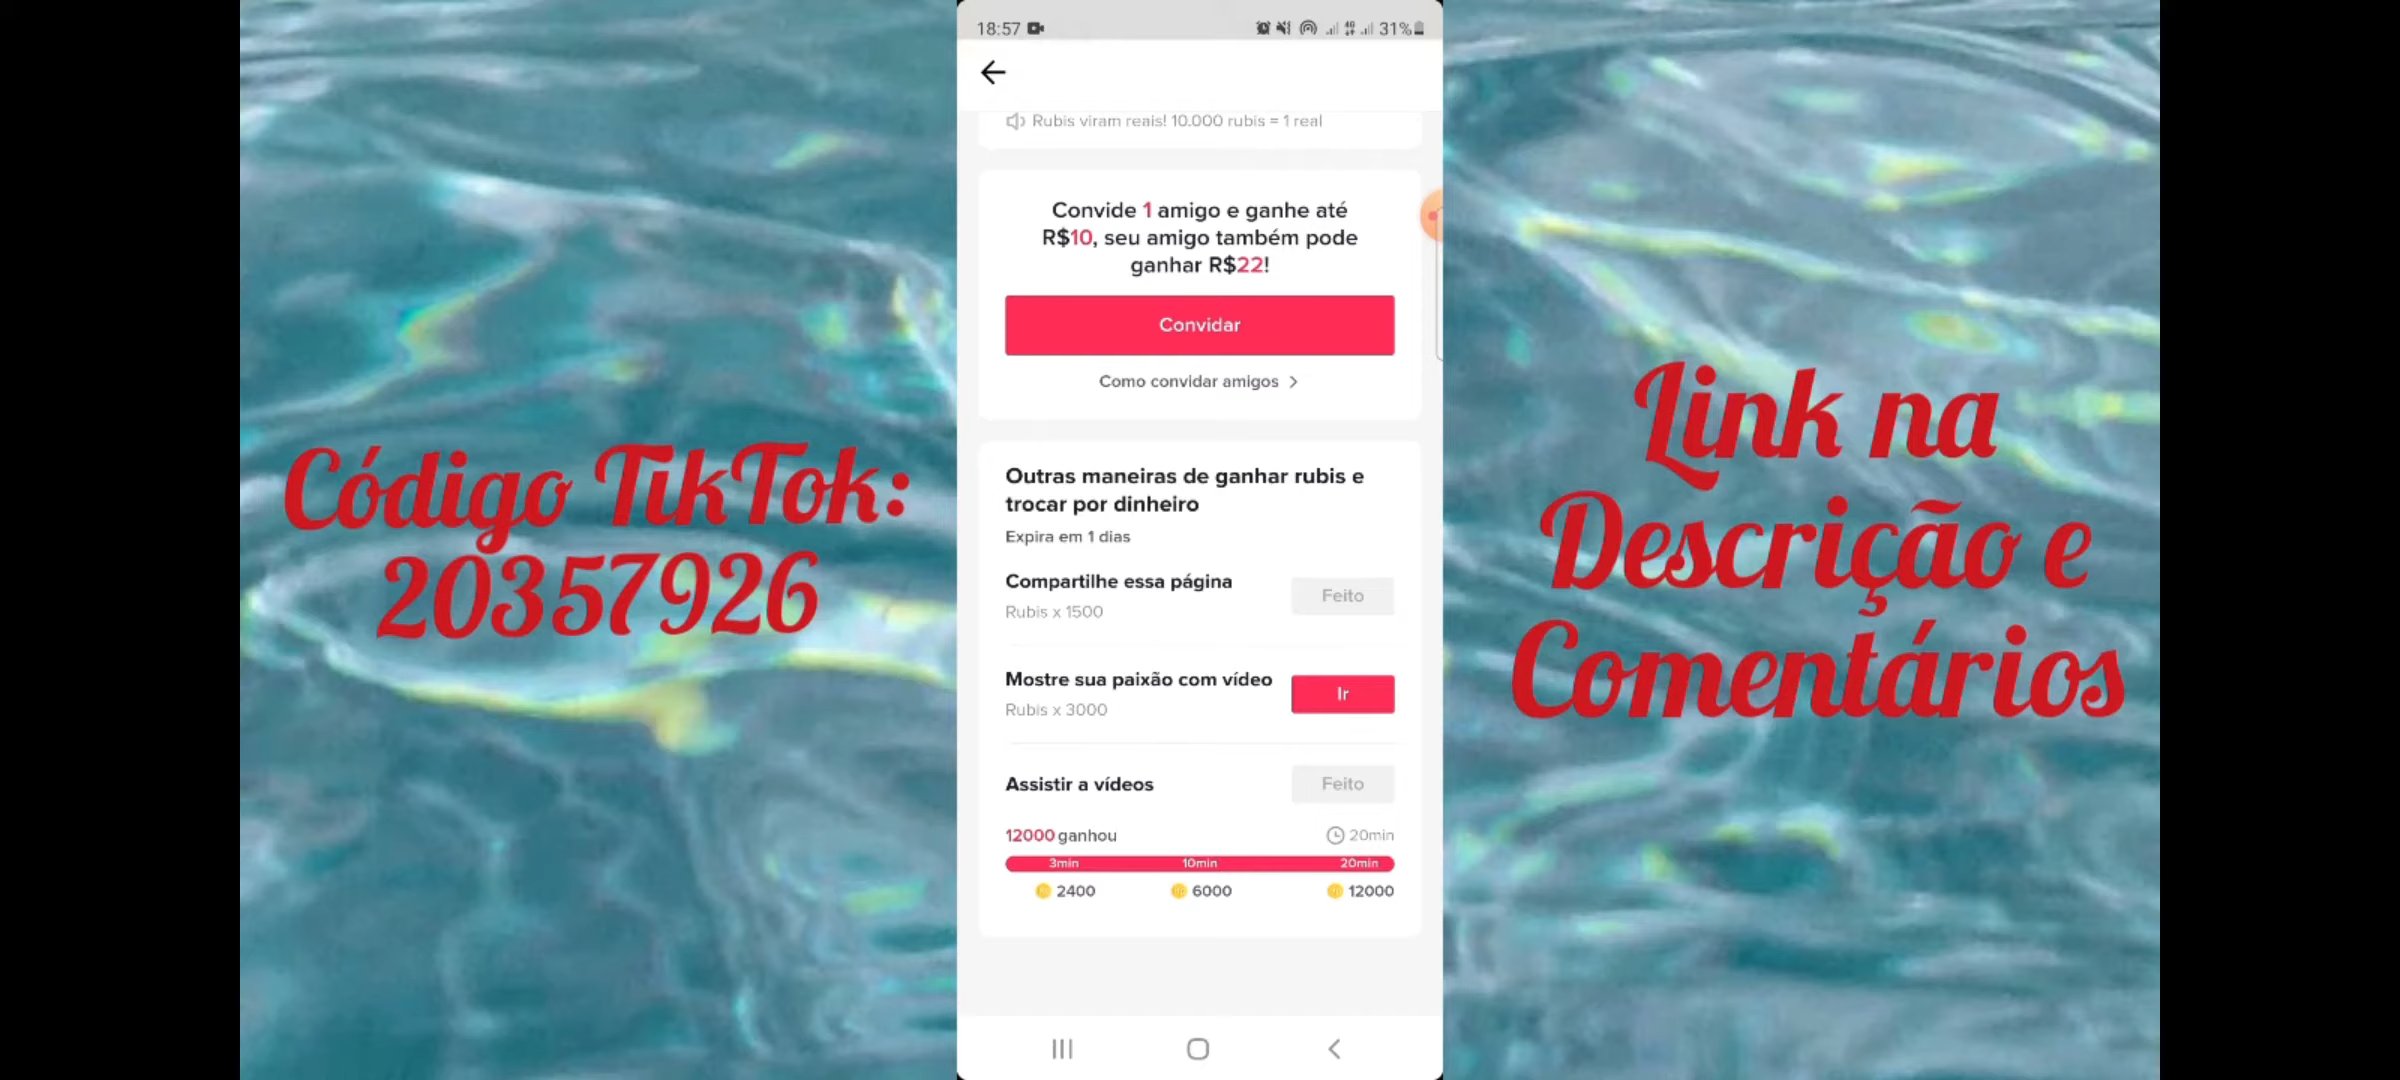 18:57
4G
31%
Rubis viram reais! 10.000 rubis = 1 real
Convide 1 amigo e ganhe até
R$10, seu amigo também pode
ganhar R$22!
Convidar
Como convidar amigos
Outras maneiras de ganhar rubis e
trocar por dinheiro
Expira em 1 dias
Compartilhe essa página
Feito
Rubis x 1500
Mostre sua paixão com vídeo
Ir
Rubis x 3000
Assistir a vídeos
Feito
12000 ganhou
20min
3min 10min 20min
2400 6000 12000
Código TikTok:
20357926
Link na
Descrição e
Comentários